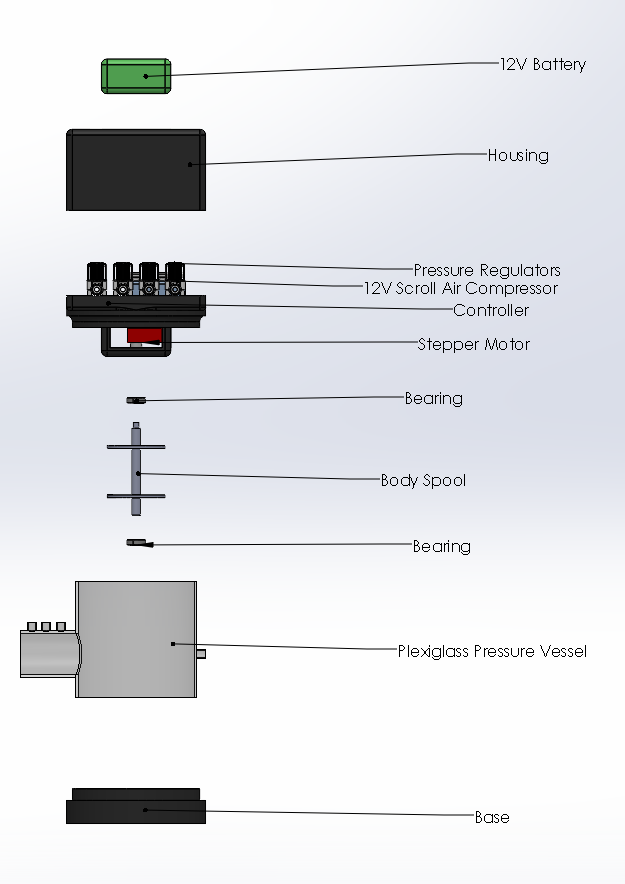 12V Battery
Housing
Pressure Regulators
12V Scroll Air Compressor
Controller
Stepper Motor
Bearing
Body Spool
Bearing
Plexiglass Pressure Vessel
Base